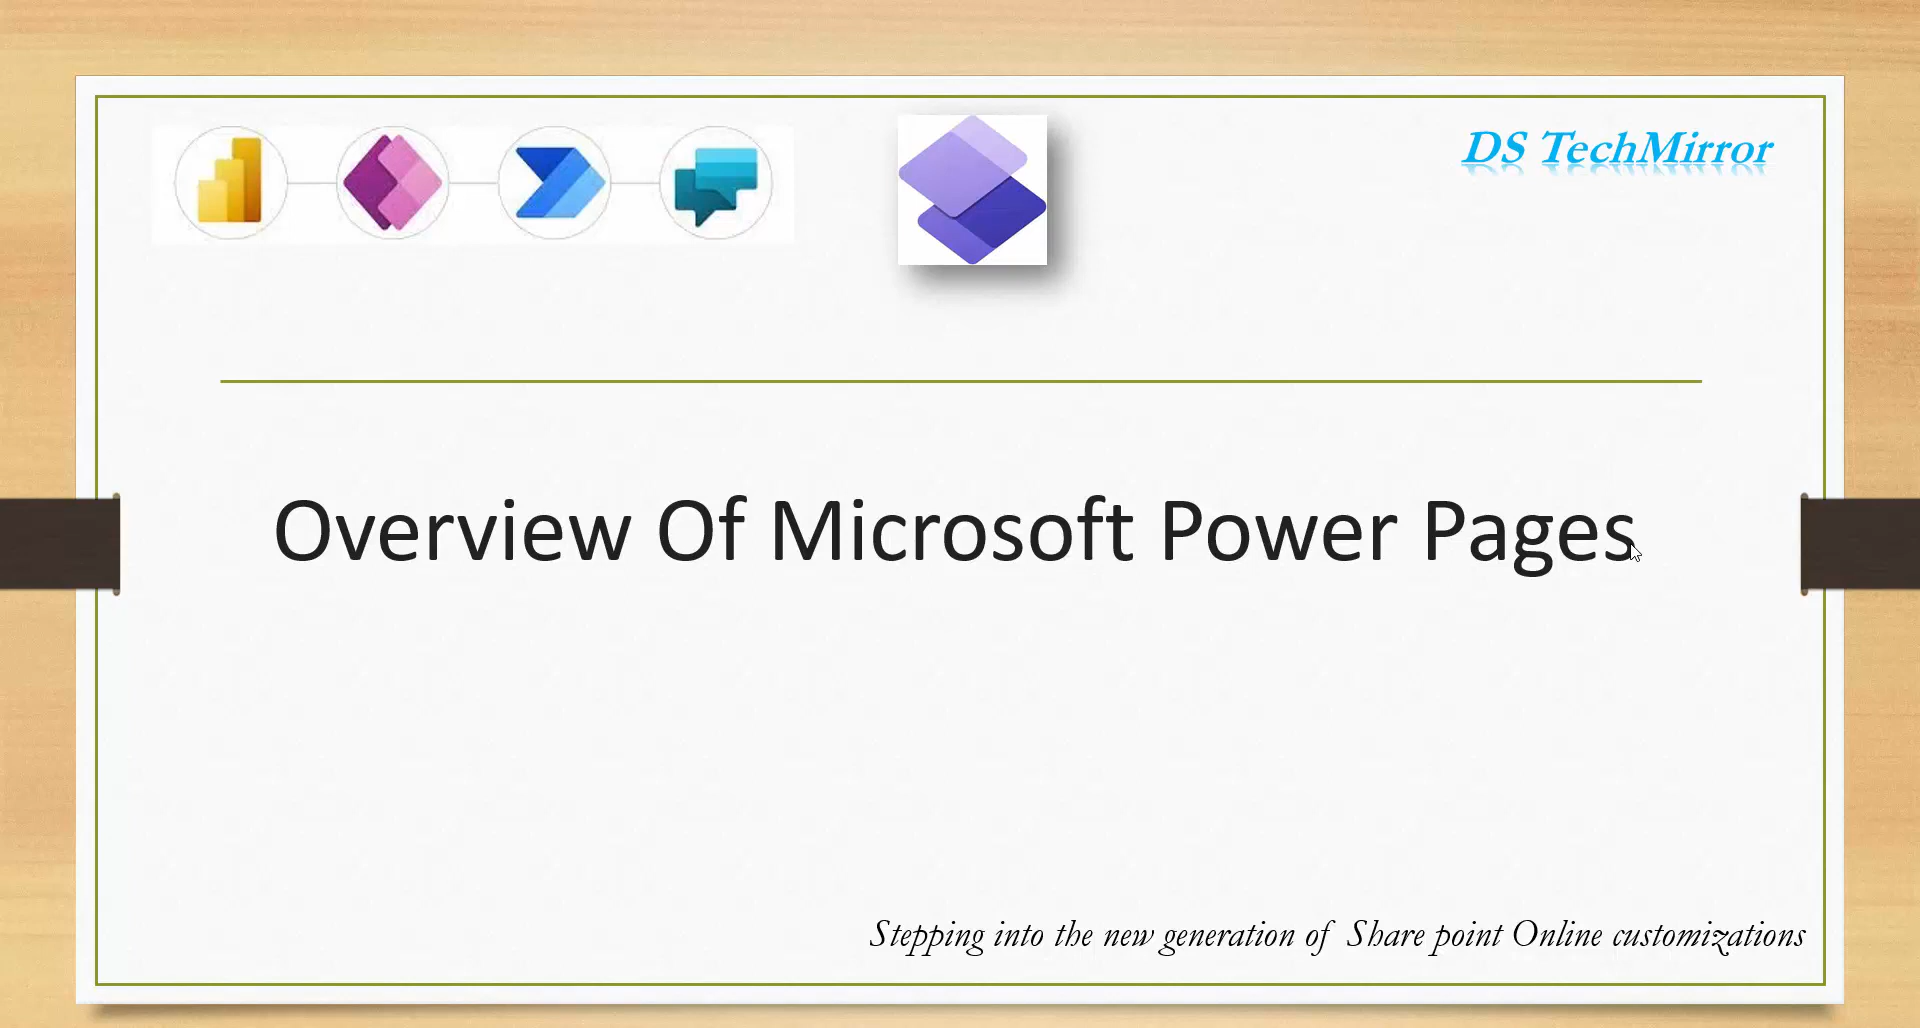 DS TechMirror
Overview Of Microsoft Power Pages
Stepping into the new generation of Share point Online customizations